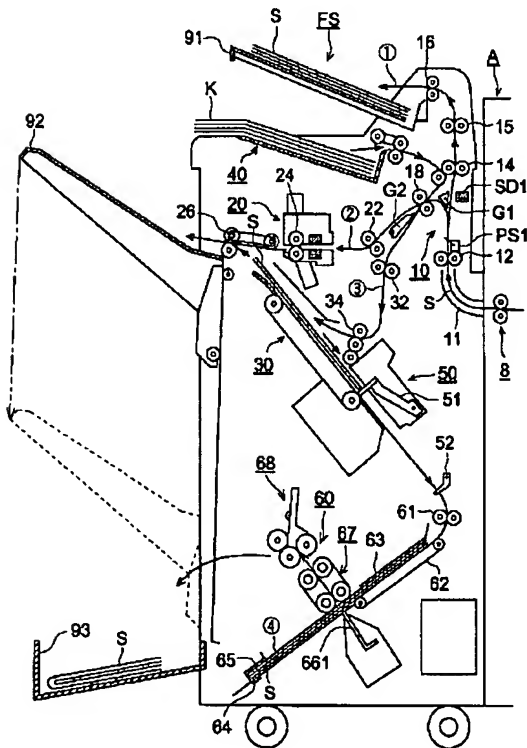 S FS 16 A
91 ①
K
15
92
40 14
24 18 SD1
20 G2
26 S 22 G1
② PS1
10 12
③ 32 S
34 11 8
30 50
51
52
68 60 61
63
67
62
93
S ④
65 661
S
64